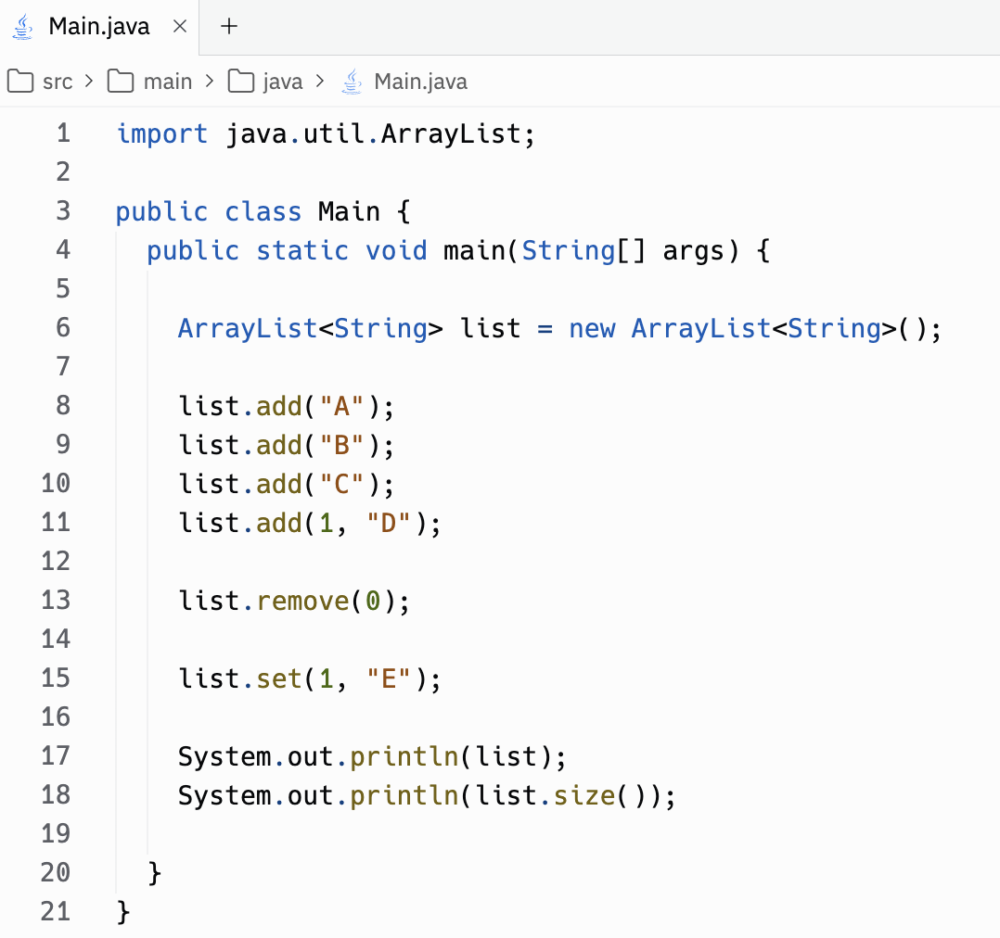 Main.java × +
src > main > java > Main.java
1 import java.util.ArrayList;
2
3 public class Main {
4   public static void main(String[] args) {
5
6     ArrayList<String> list = new ArrayList<String>();
7
8     list.add("A");
9     list.add("B");
10     list.add("C");
11     list.add(1, "D");
12
13     list.remove(0);
14
15     list.set(1, "E");
16
17     System.out.println(list);
18     System.out.println(list.size());
19
20   }
21 }